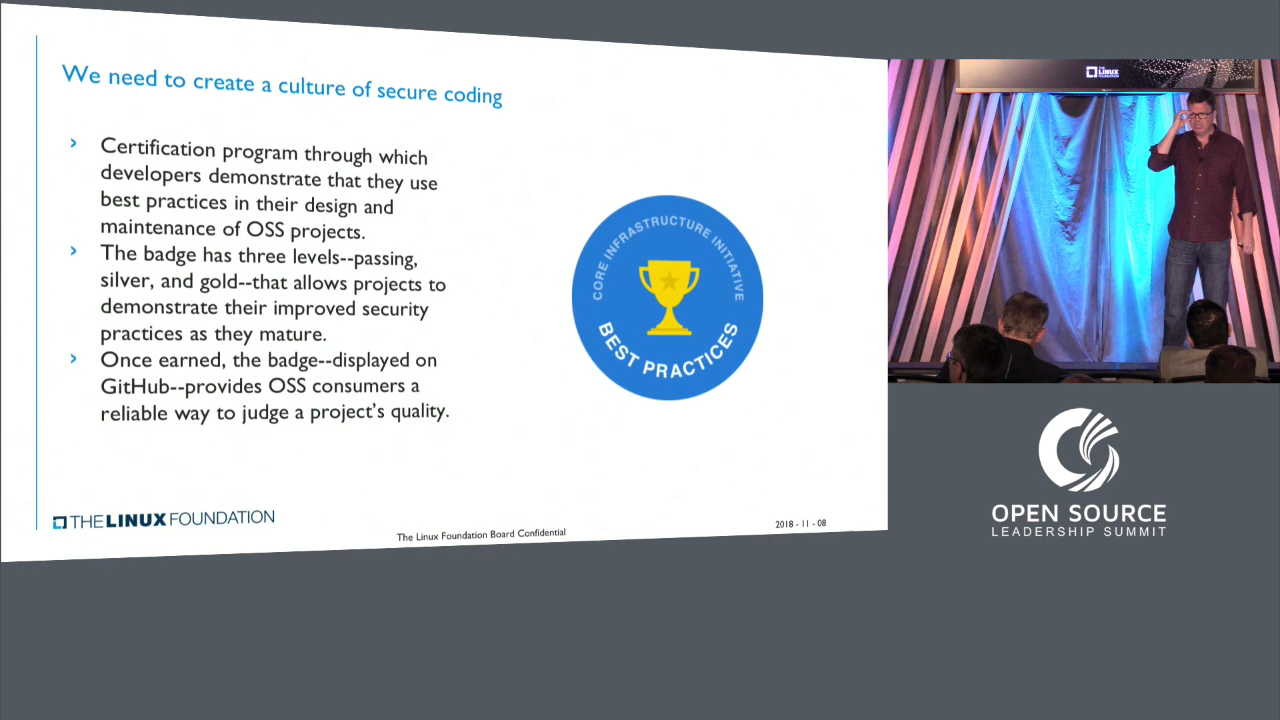 We need to create a culture of secure coding
› Certification program through which
developers demonstrate that they use
best practices in their design and
maintenance of OSS projects.
› The badge has three levels--passing,
silver, and gold--that allows projects to
demonstrate their improved security
practices as they mature.
› Once earned, the badge--displayed on
GitHub--provides OSS consumers a
reliable way to judge a project's quality.
CORE INFRASTRUCTURE INITIATIVE
BEST PRACTICES
THE LINUX FOUNDATION
The Linux Foundation Board Confidential
2018 - 11 - 08
THE
LINUX
FOUNDATION
OPEN SOURCE
LEADERSHIP SUMMIT